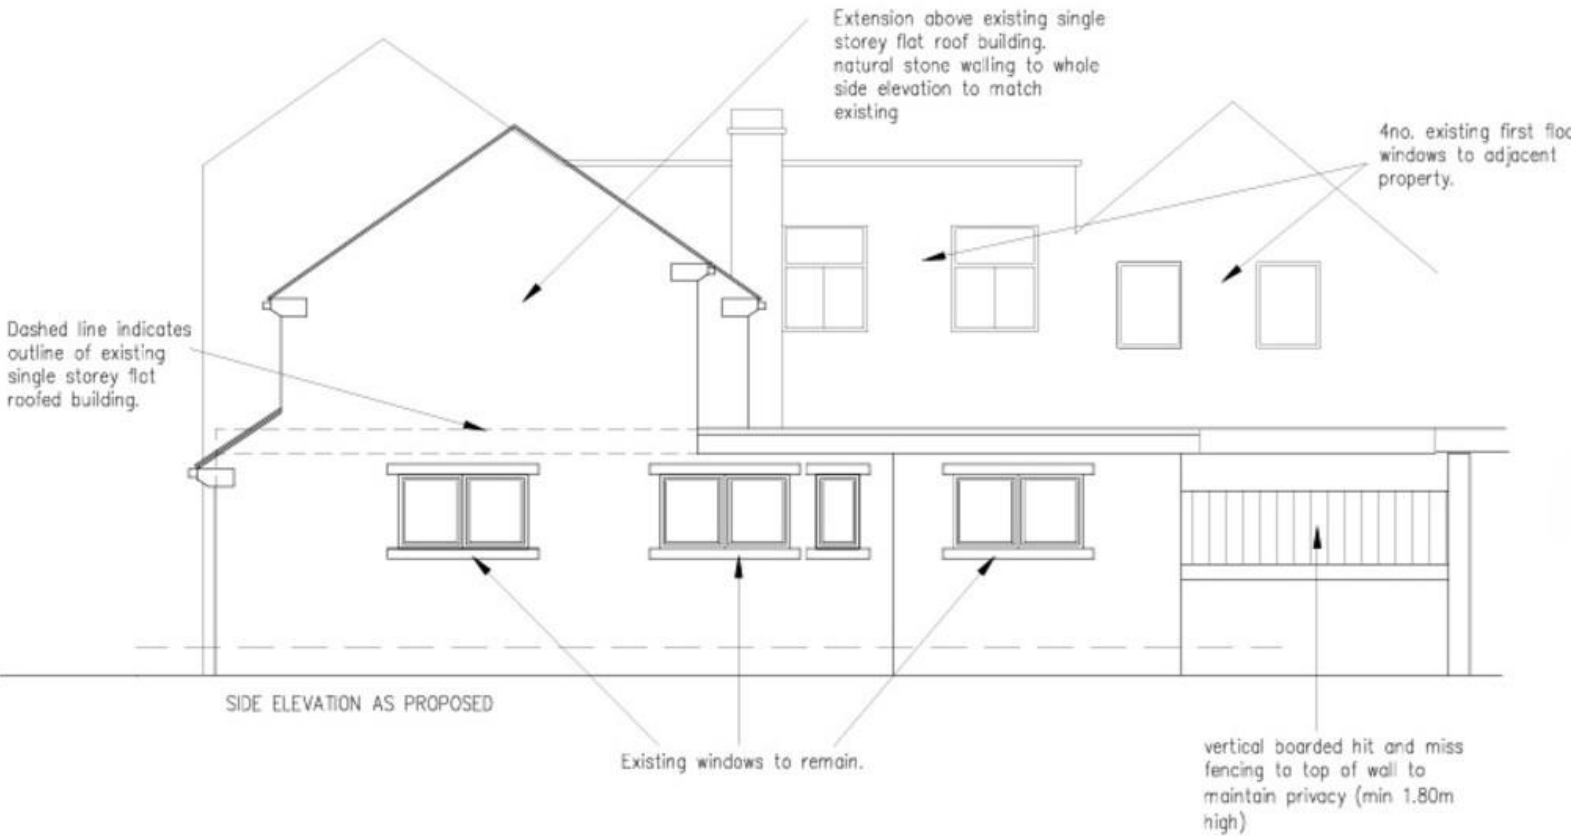 Extension above existing single
storey flat roof building.
natural stone walling to whole
side elevation to match
existing
4no. existing first floo
windows to adjacent
property.
Dashed line indicates
outline of existing
single storey flat
roofed building.
SIDE ELEVATION AS PROPOSED
Existing windows to remain.
vertical boarded hit and miss
fencing to top of wall to
maintain privacy (min 1.80m
high)